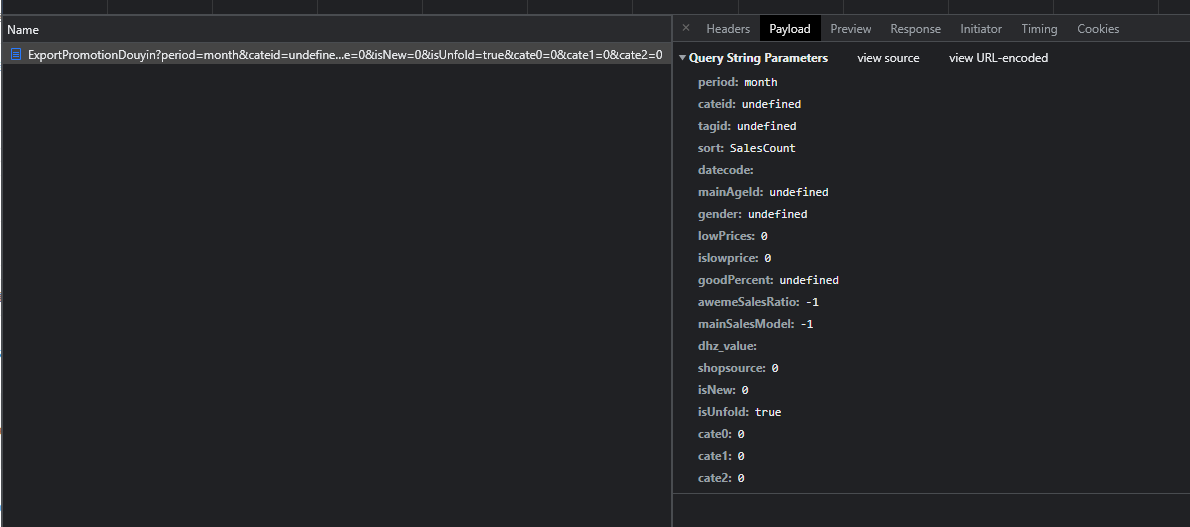 Name
ExportPromotionDouyin?period=month&cateid=undefine...e=0&isNew=0&isUnfold=true&cate0=0&cate1=0&cate2=0
× Headers Payload Preview Response Initiator Timing Cookies
▼Query String Parameters view source view URL-encoded
period: month
cateid: undefined
tagid: undefined
sort: SalesCount
datecode:
mainAgeId: undefined
gender: undefined
lowPrices: 0
islowprice: 0
goodPercent: undefined
awemeSalesRatio: -1
mainSalesModel: -1
dhz_value:
shopsource: 0
isNew: 0
isUnfold: true
cate0: 0
cate1: 0
cate2: 0